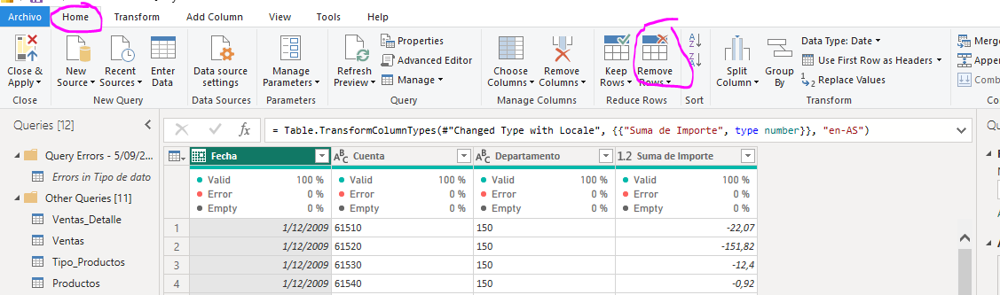 Archivo Home Transform Add Column View Tools Help
Close & Apply New Source Recent Sources Enter Data Data source settings Manage Parameters Refresh Preview Properties Advanced Editor Manage Choose Columns Remove Columns Keep Rows Remove Rows A Z Z A Split Column Group By Data Type: Date Use First Row as Headers 1 2 Replace Values
Close New Query Data Sources Parameters Query Manage Columns Reduce Rows Sort Transform
Queries [12] fx = Table.TransformColumnTypes(#"Changed Type with Locale", {{"Suma de Importe", type number}}, "en-AS")
Query Errors - 5/09/2...
Errors in Tipo de dato
Other Queries [11]
Ventas_Detalle
Ventas
Tipo_Productos
Productos
Fecha ABC Cuenta ABC Departamento 1.2 Suma de Importe
Valid 100 % Valid 100 % Valid 100 % Valid 100 %
Error 0 % Error 0 % Error 0 % Error 0 %
Empty 0 % Empty 0 % Empty 0 % Empty 0 %
1 1/12/2009 61510 150 -22,07
2 1/12/2009 61520 150 -151,82
3 1/12/2009 61530 150 -12,4
4 1/12/2009 61540 150 -0,92